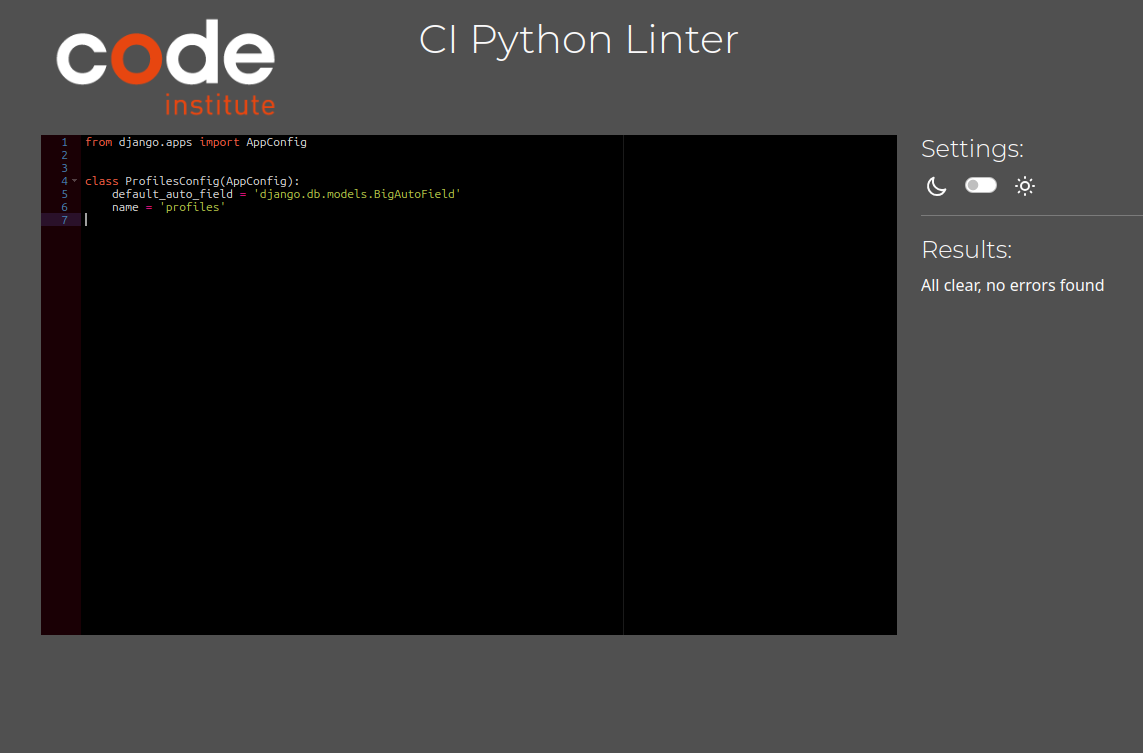 code
institute
CI Python Linter
1 from django.apps import AppConfig
2
3
4 class ProfilesConfig(AppConfig):
5     default_auto_field = 'django.db.models.BigAutoField'
6     name = 'profiles'
7
Settings:
Results:
All clear, no errors found